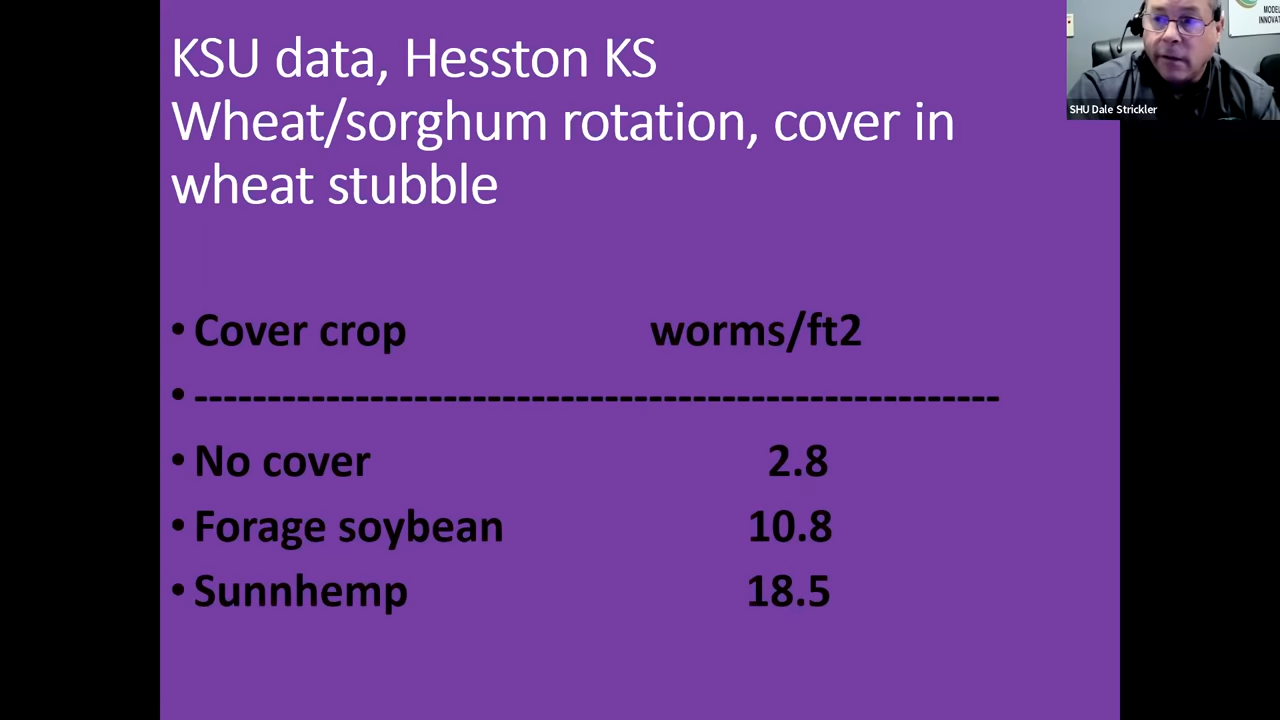 KSU data, Hesston KS
Wheat/sorghum rotation, cover in
wheat stubble
• Cover crop worms/ft2
• -------------------------------------------------------
• No cover 2.8
• Forage soybean 10.8
• Sunnhemp 18.5
SHU Dale Strickler